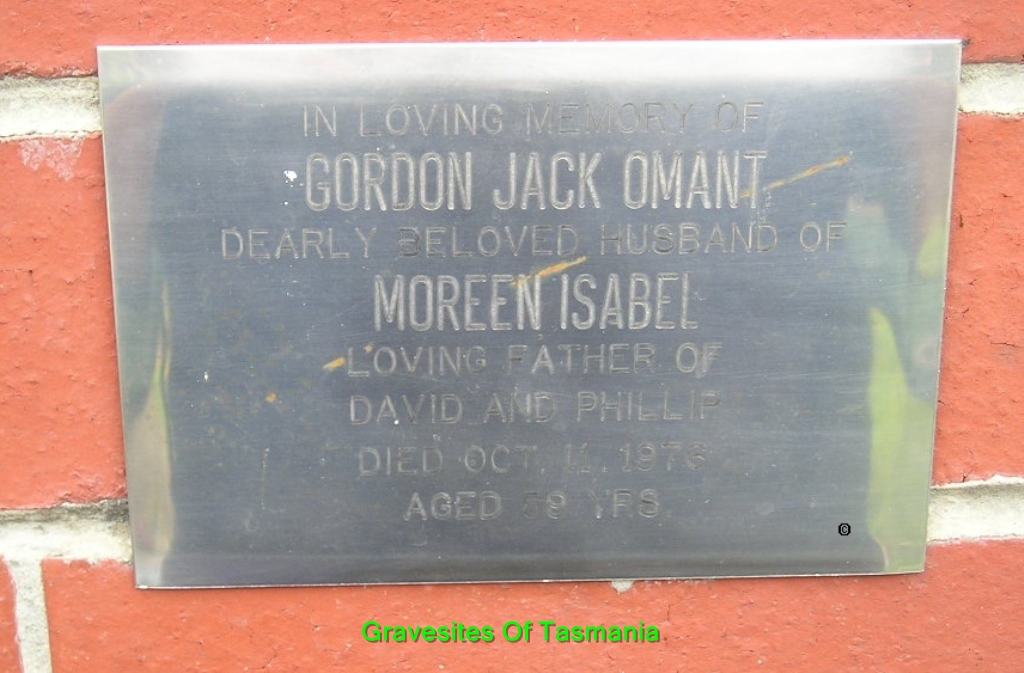 IN LOVING MEMORY OF
GORDON JACK OMANT
DEARLY BELOVED HUSBAND OF
MOREEN ISABEL
LOVING FATHER OF
DAVID AND PHILLIP
DIED OCT. 11. 1976
AGED 59 YRS
©
Gravesites Of Tasmania